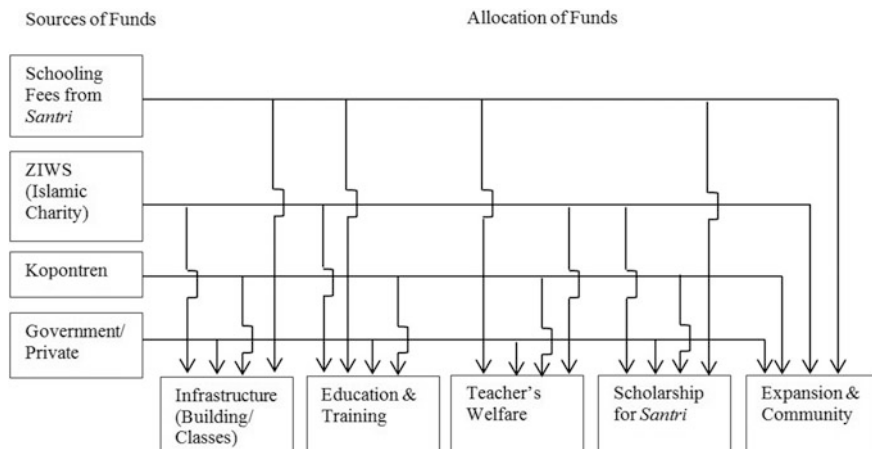 Sources of Funds
Allocation of Funds
Schooling
Fees from
Santri
ZIWS
(Islamic
Charity)
Kopontren
Government/
Private
Infrastructure
(Building/
Classes)
Education &
Training
Teacher's
Welfare
Scholarship
for Santri
Expansion &
Community